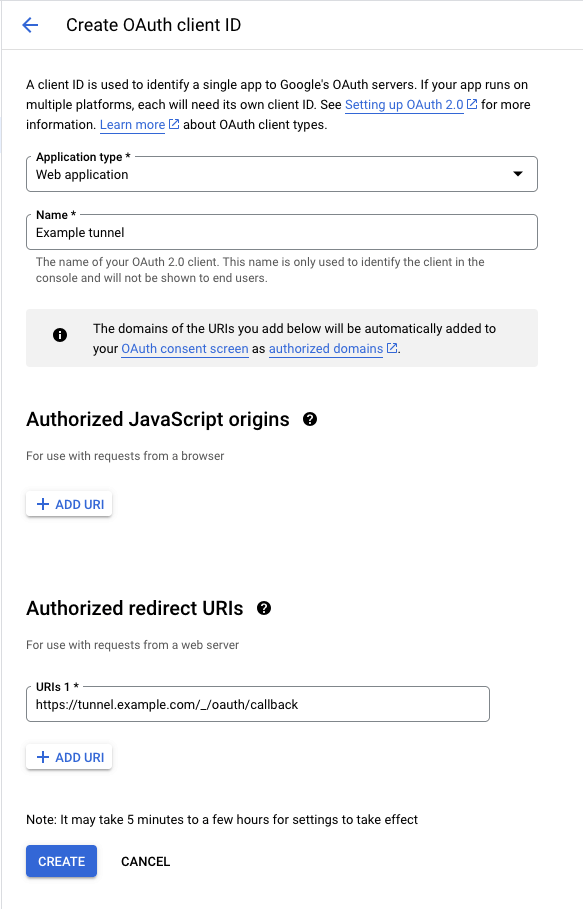 Create OAuth client ID
A client ID is used to identify a single app to Google's OAuth servers. If your app runs on
multiple platforms, each will need its own client ID. See Setting up OAuth 2.0 for more
information. Learn more about OAuth client types.
Application type *
Web application
Name *
Example tunnel
The name of your OAuth 2.0 client. This name is only used to identify the client in the
console and will not be shown to end users.
The domains of the URIs you add below will be automatically added to
your OAuth consent screen as authorized domains.
Authorized JavaScript origins
For use with requests from a browser
+ ADD URI
Authorized redirect URIs
For use with requests from a web server
URIs 1 *
https://tunnel.example.com/_/oauth/callback
+ ADD URI
Note: It may take 5 minutes to a few hours for settings to take effect
CREATE CANCEL